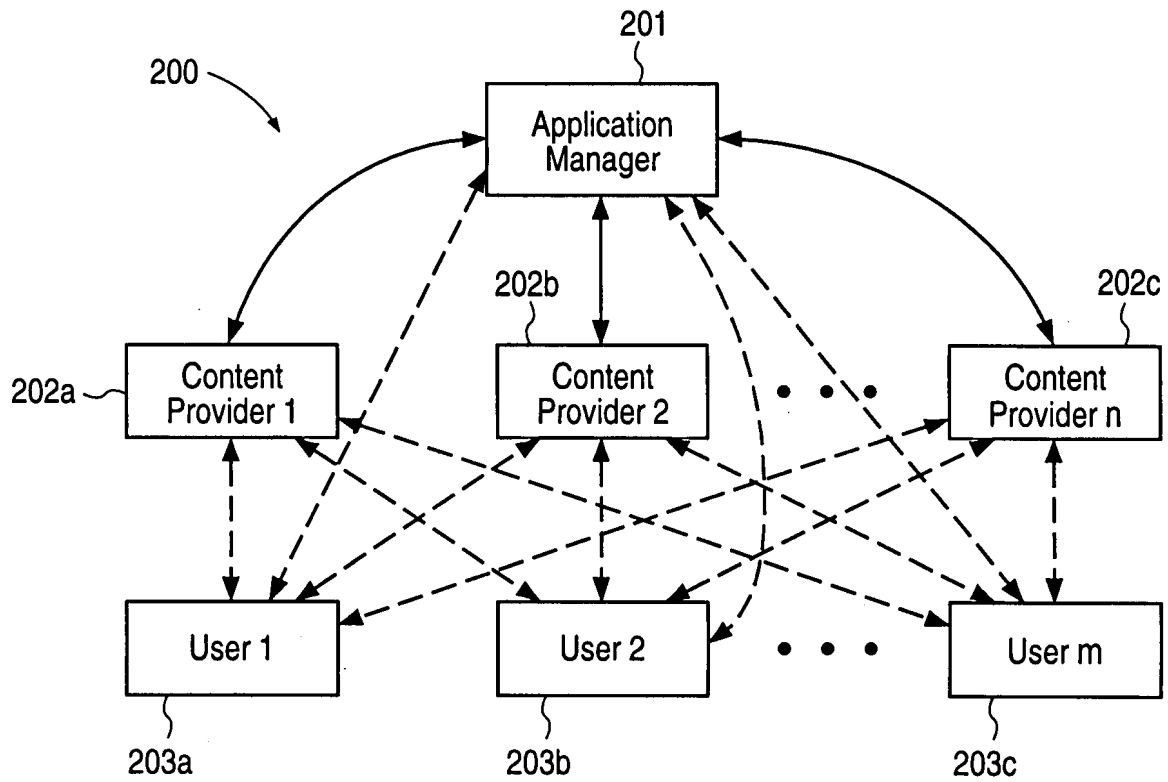 201
200
Application
Manager
202b
202c
202a
Content
Provider 1
Content
Provider 2
Content
Provider n
User 1
User 2
User m
203a
203b
203c